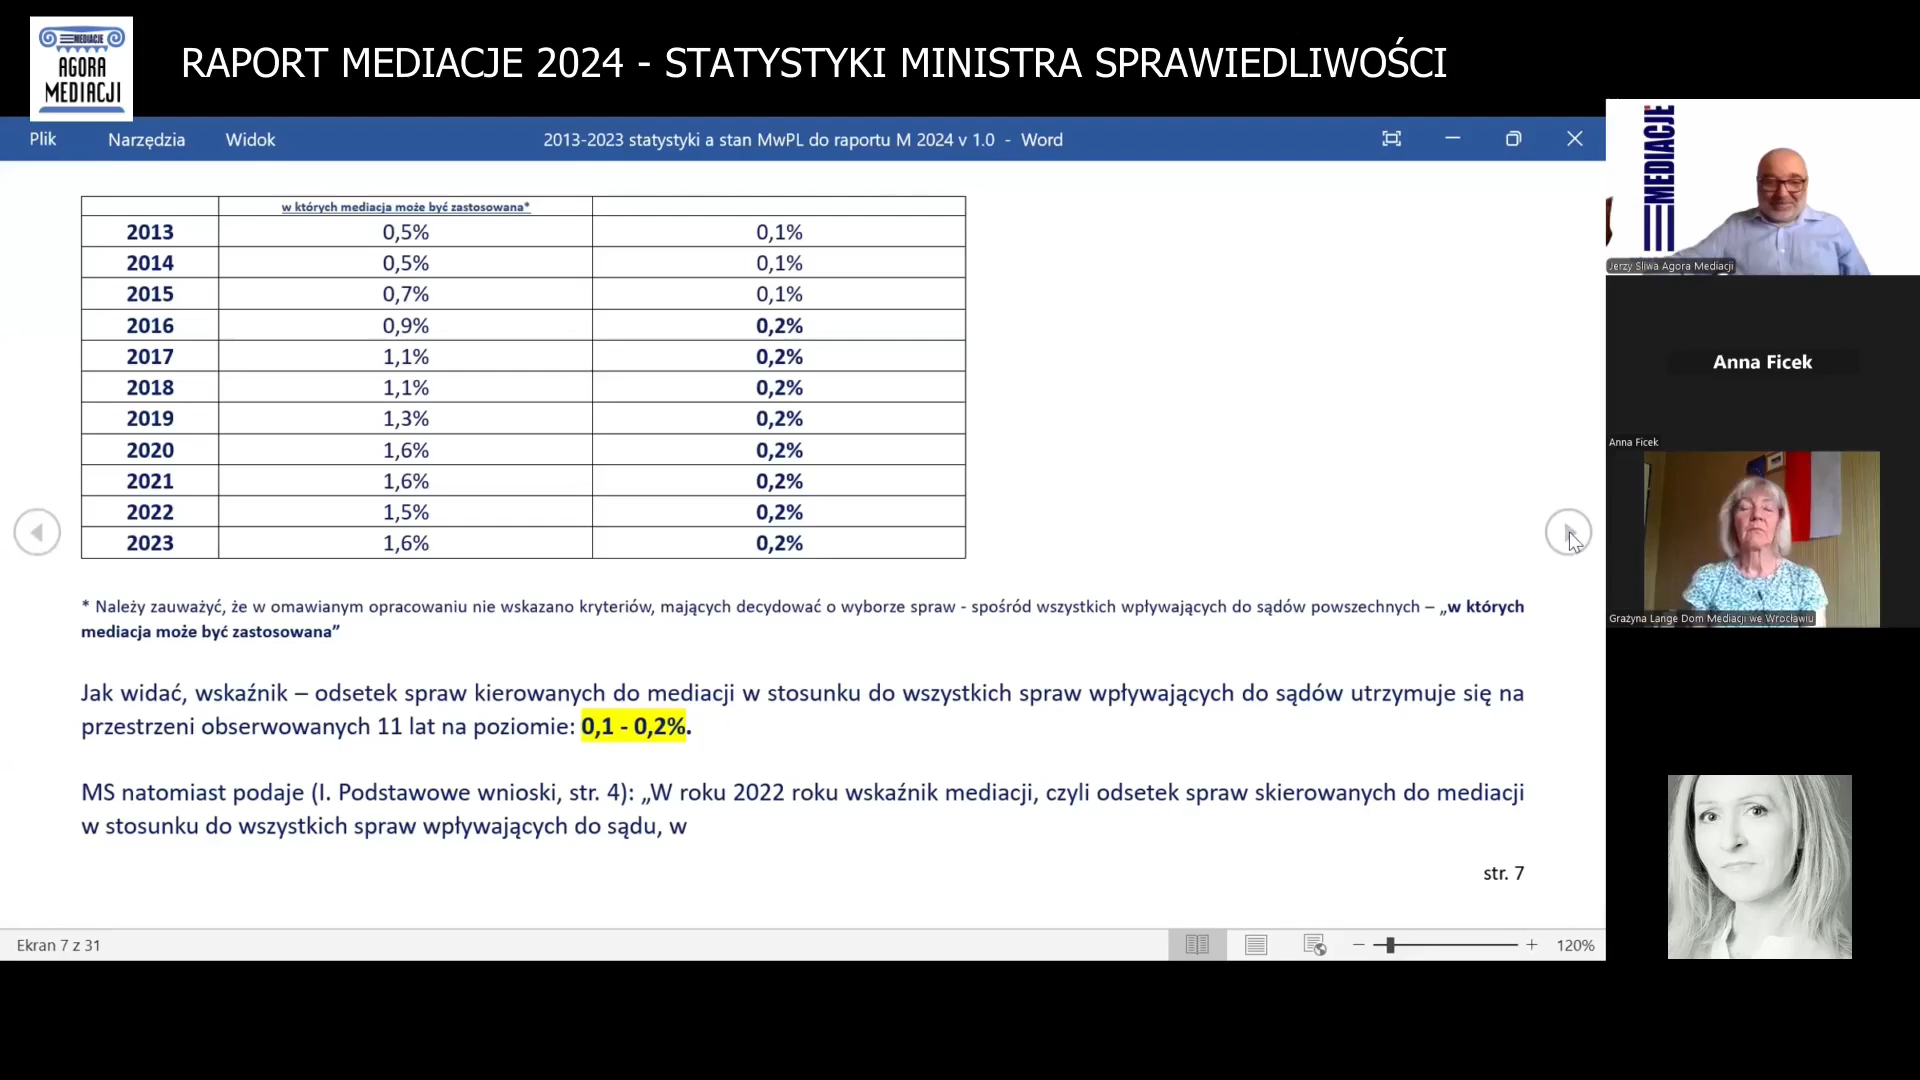 MEDIACJE
AGORA
MEDIACJI
RAPORT MEDIACJE 2024 - STATYSTYKI MINISTRA SPRAWIEDLIWOŚCI
Plik Narzędzia Widok 2013-2023 statystyki a stan MwPL do raportu M 2024 v 1.0 - Word
w których mediacja może być zastosowana*
2013 0,5% 0,1%
2014 0,5% 0,1%
2015 0,7% 0,1%
2016 0,9% 0,2%
2017 1,1% 0,2%
2018 1,1% 0,2%
2019 1,3% 0,2%
2020 1,6% 0,2%
2021 1,6% 0,2%
2022 1,5% 0,2%
2023 1,6% 0,2%
* Należy zauważyć, że w omawianym opracowaniu nie wskazano kryteriów, mających decydować o wyborze spraw - spośród wszystkich wpływających do sądów powszechnych – „w których
mediacja może być zastosowana”
Jak widać, wskaźnik – odsetek spraw kierowanych do mediacji w stosunku do wszystkich spraw wpływających do sądów utrzymuje się na
przestrzeni obserwowanych 11 lat na poziomie: 0,1 - 0,2%.
MS natomiast podaje (I. Podstawowe wnioski, str. 4): „W roku 2022 roku wskaźnik mediacji, czyli odsetek spraw skierowanych do mediacji
w stosunku do wszystkich spraw wpływających do sądu, w
str. 7
Ekran 7 z 31
120%
MEDIACJE
Jerzy Śliwa Agora Mediacji
Anna Ficek
Anna Ficek
Grażyna Lange Dom Mediacji we Wrocławiu